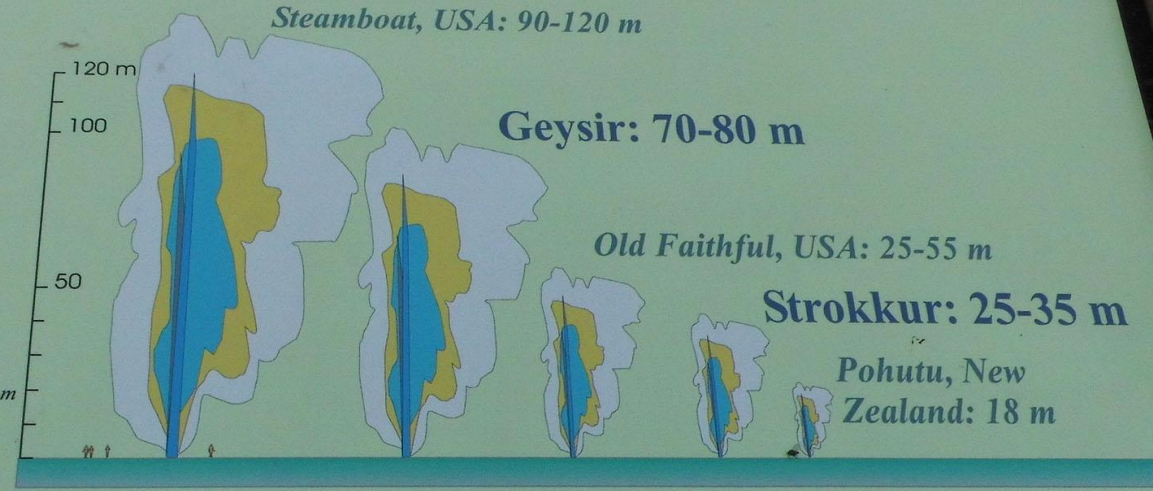 Steamboat, USA: 90-120 m
120 m
100
Geysir: 70-80 m
Old Faithful, USA: 25-55 m
50
Strokkur: 25-35 m
Pohutu, New
Zealand: 18 m
m